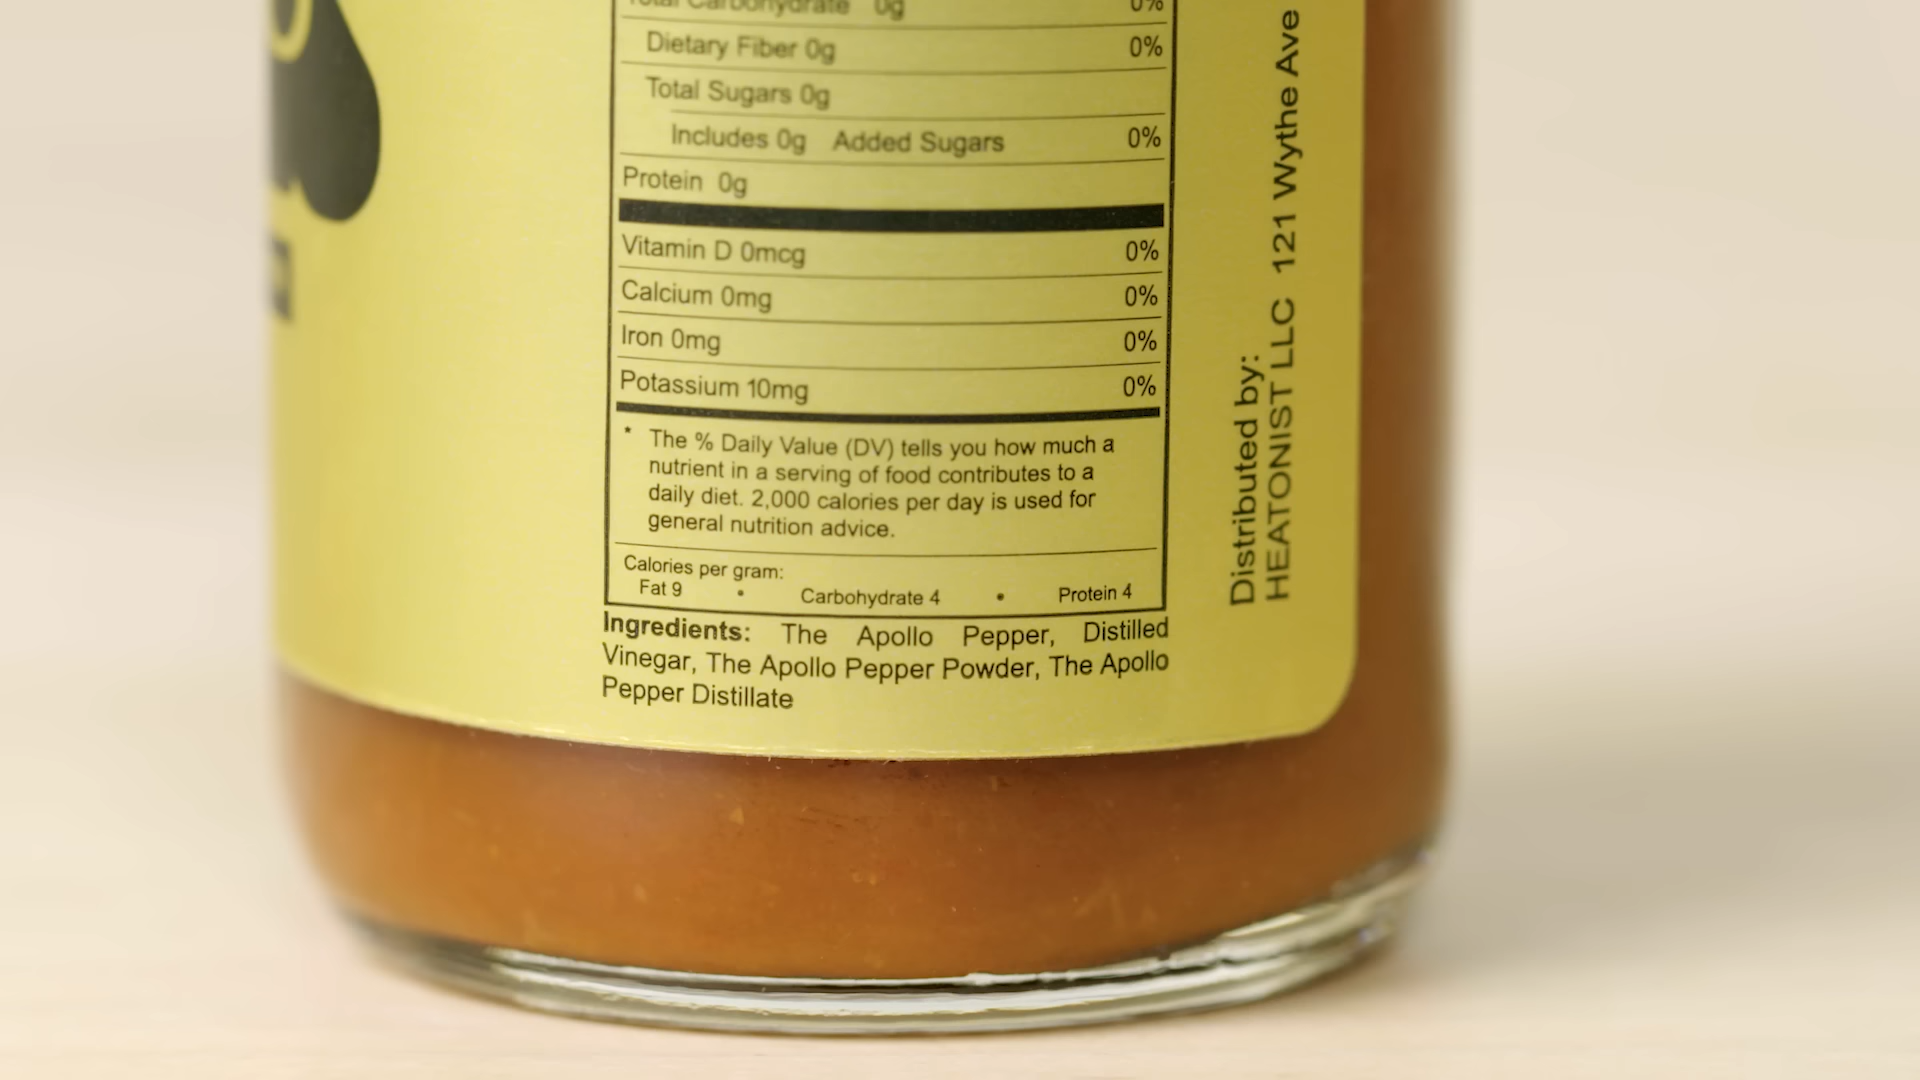 Total Carbohydrate 0g 0%
Dietary Fiber 0g 0%
Total Sugars 0g
Includes 0g Added Sugars 0%
Protein 0g
Vitamin D 0mcg 0%
Calcium 0mg 0%
Iron 0mg 0%
Potassium 10mg 0%
* The % Daily Value (DV) tells you how much a
nutrient in a serving of food contributes to a
daily diet. 2,000 calories per day is used for
general nutrition advice.
Calories per gram:
Fat 9 • Carbohydrate 4 • Protein 4
Ingredients: The Apollo Pepper, Distilled
Vinegar, The Apollo Pepper Powder, The Apollo
Pepper Distillate
Distributed by:
HEATONIST LLC 121 Wythe Ave